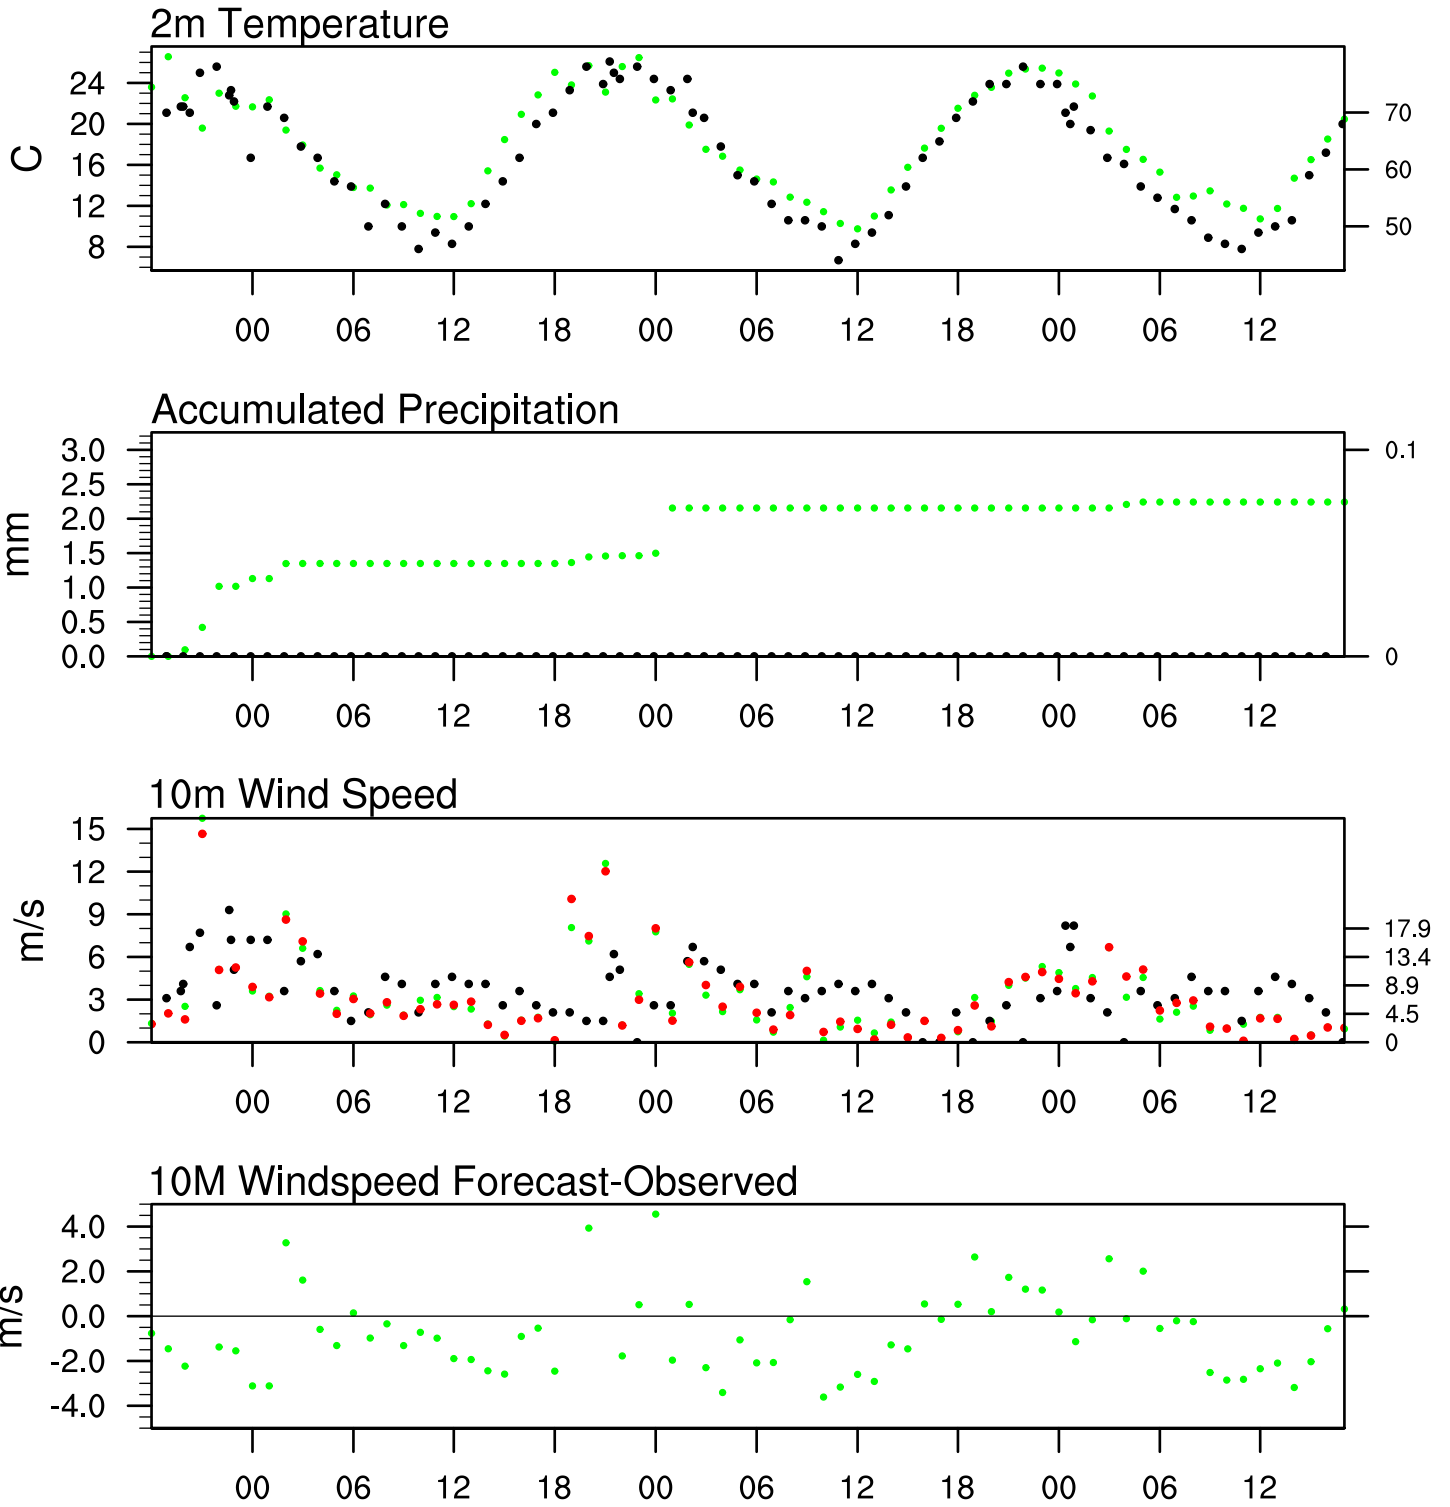 2m Temperature
24
20
16
12
8
C
70
60
50
00 06 12 18 00 06 12 18 00 06 12
Accumulated Precipitation
3.0
2.5
2.0
1.5
1.0
0.5
0.0
mm
0.1
0
00 06 12 18 00 06 12 18 00 06 12
10m Wind Speed
15
12
9
6
3
0
m/s
17.9
13.4
8.9
4.5
0
00 06 12 18 00 06 12 18 00 06 12
10M Windspeed Forecast-Observed
4.0
2.0
0.0
-2.0
-4.0
m/s
00 06 12 18 00 06 12 18 00 06 12